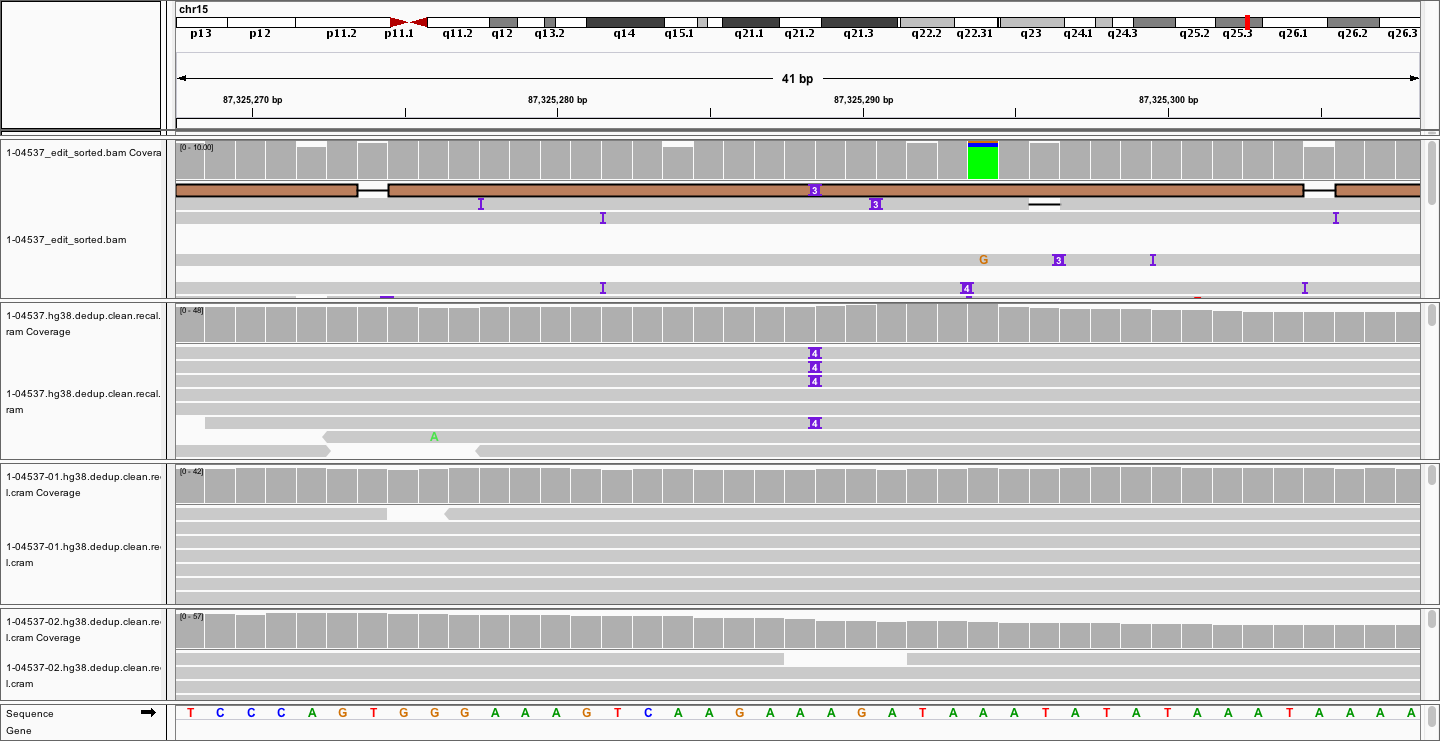 chr15
p13 p12 p11.2 p11.1 q11.2 q12 q13.2 q14 q15.1 q21.1 q21.2 q21.3 q22.2 q22.31 q23 q24.1 q24.3 q25.2 q25.3 q26.1 q26.2 q26.3
41 bp
87,325,270 bp 87,325,280 bp 87,325,290 bp 87,325,300 bp
1-04537_edit_sorted.bam Covera
[0 - 10.00]
3
3
1-04537_edit_sorted.bam
G 3
4
1-04537.hg38.dedup.clean.recal.
ram Coverage
[0 - 48]
4
4
4
1-04537.hg38.dedup.clean.recal.
ram
4
A
1-04537-01.hg38.dedup.clean.re
l.cram Coverage
[0 - 42]
1-04537-01.hg38.dedup.clean.re
l.cram
1-04537-02.hg38.dedup.clean.re
l.cram Coverage
[0 - 57]
1-04537-02.hg38.dedup.clean.re
l.cram
Sequence T C C C A G T G G G A A A G T C A A G A A A G A T A A A T A T A T A A A T A A A A
Gene